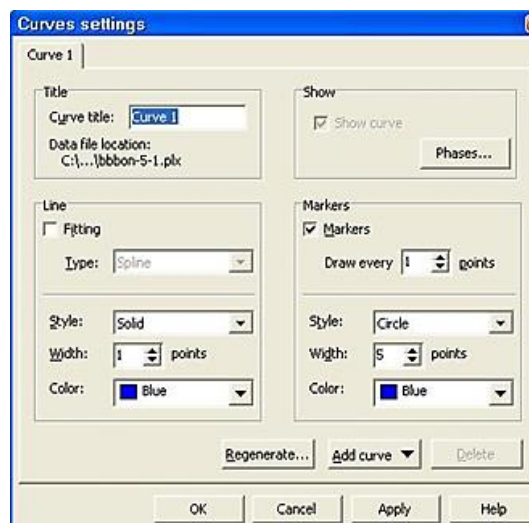 Curves settings
Curve 1
Title
Curve title: Curve 1
Data file location:
C:\...\bbbon-5-1.plx
Show
Show curve
Phases...
Line
Fitting
Type: Spline
Style: Solid
Width: 1 points
Color: Blue
Markers
Markers
Draw every 1 points
Style: Circle
Width: 5 points
Color: Blue
Regenerate... Add curve Delete
OK Cancel Apply Help